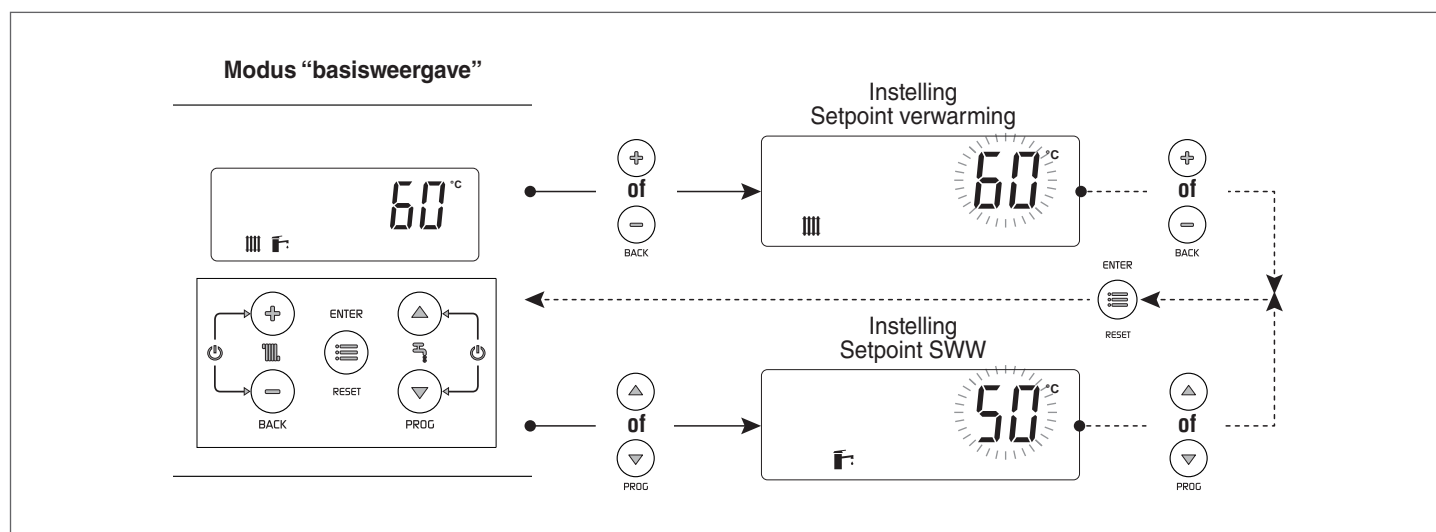 Modus “basisweergave”
60 °C
ENTER
RESET
BACK
PROG
of
BACK
Instelling
Setpoint verwarming
60 °C
of
BACK
ENTER
RESET
of
PROG
Instelling
Setpoint SWW
50 °C
of
PROG